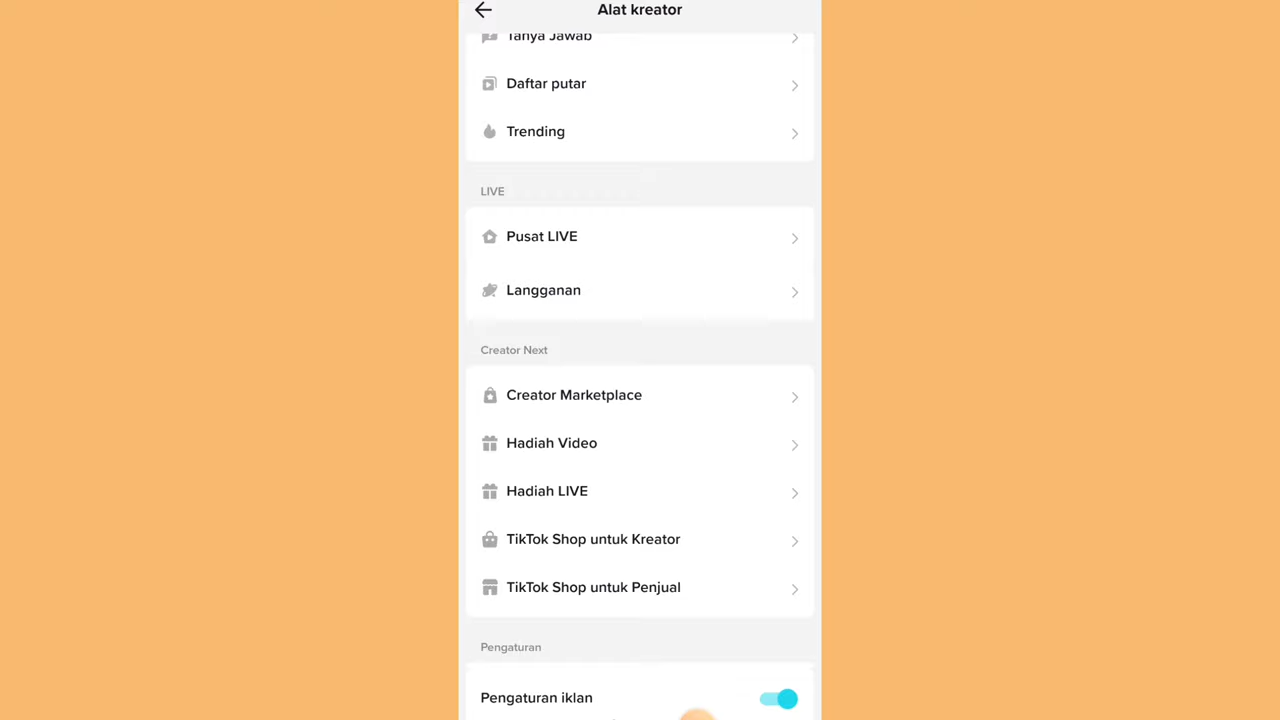 Alat kreator
Tanya Jawab
Daftar putar
Trending
LIVE
Pusat LIVE
Langganan
Creator Next
Creator Marketplace
Hadiah Video
Hadiah LIVE
TikTok Shop untuk Kreator
TikTok Shop untuk Penjual
Pengaturan
Pengaturan iklan